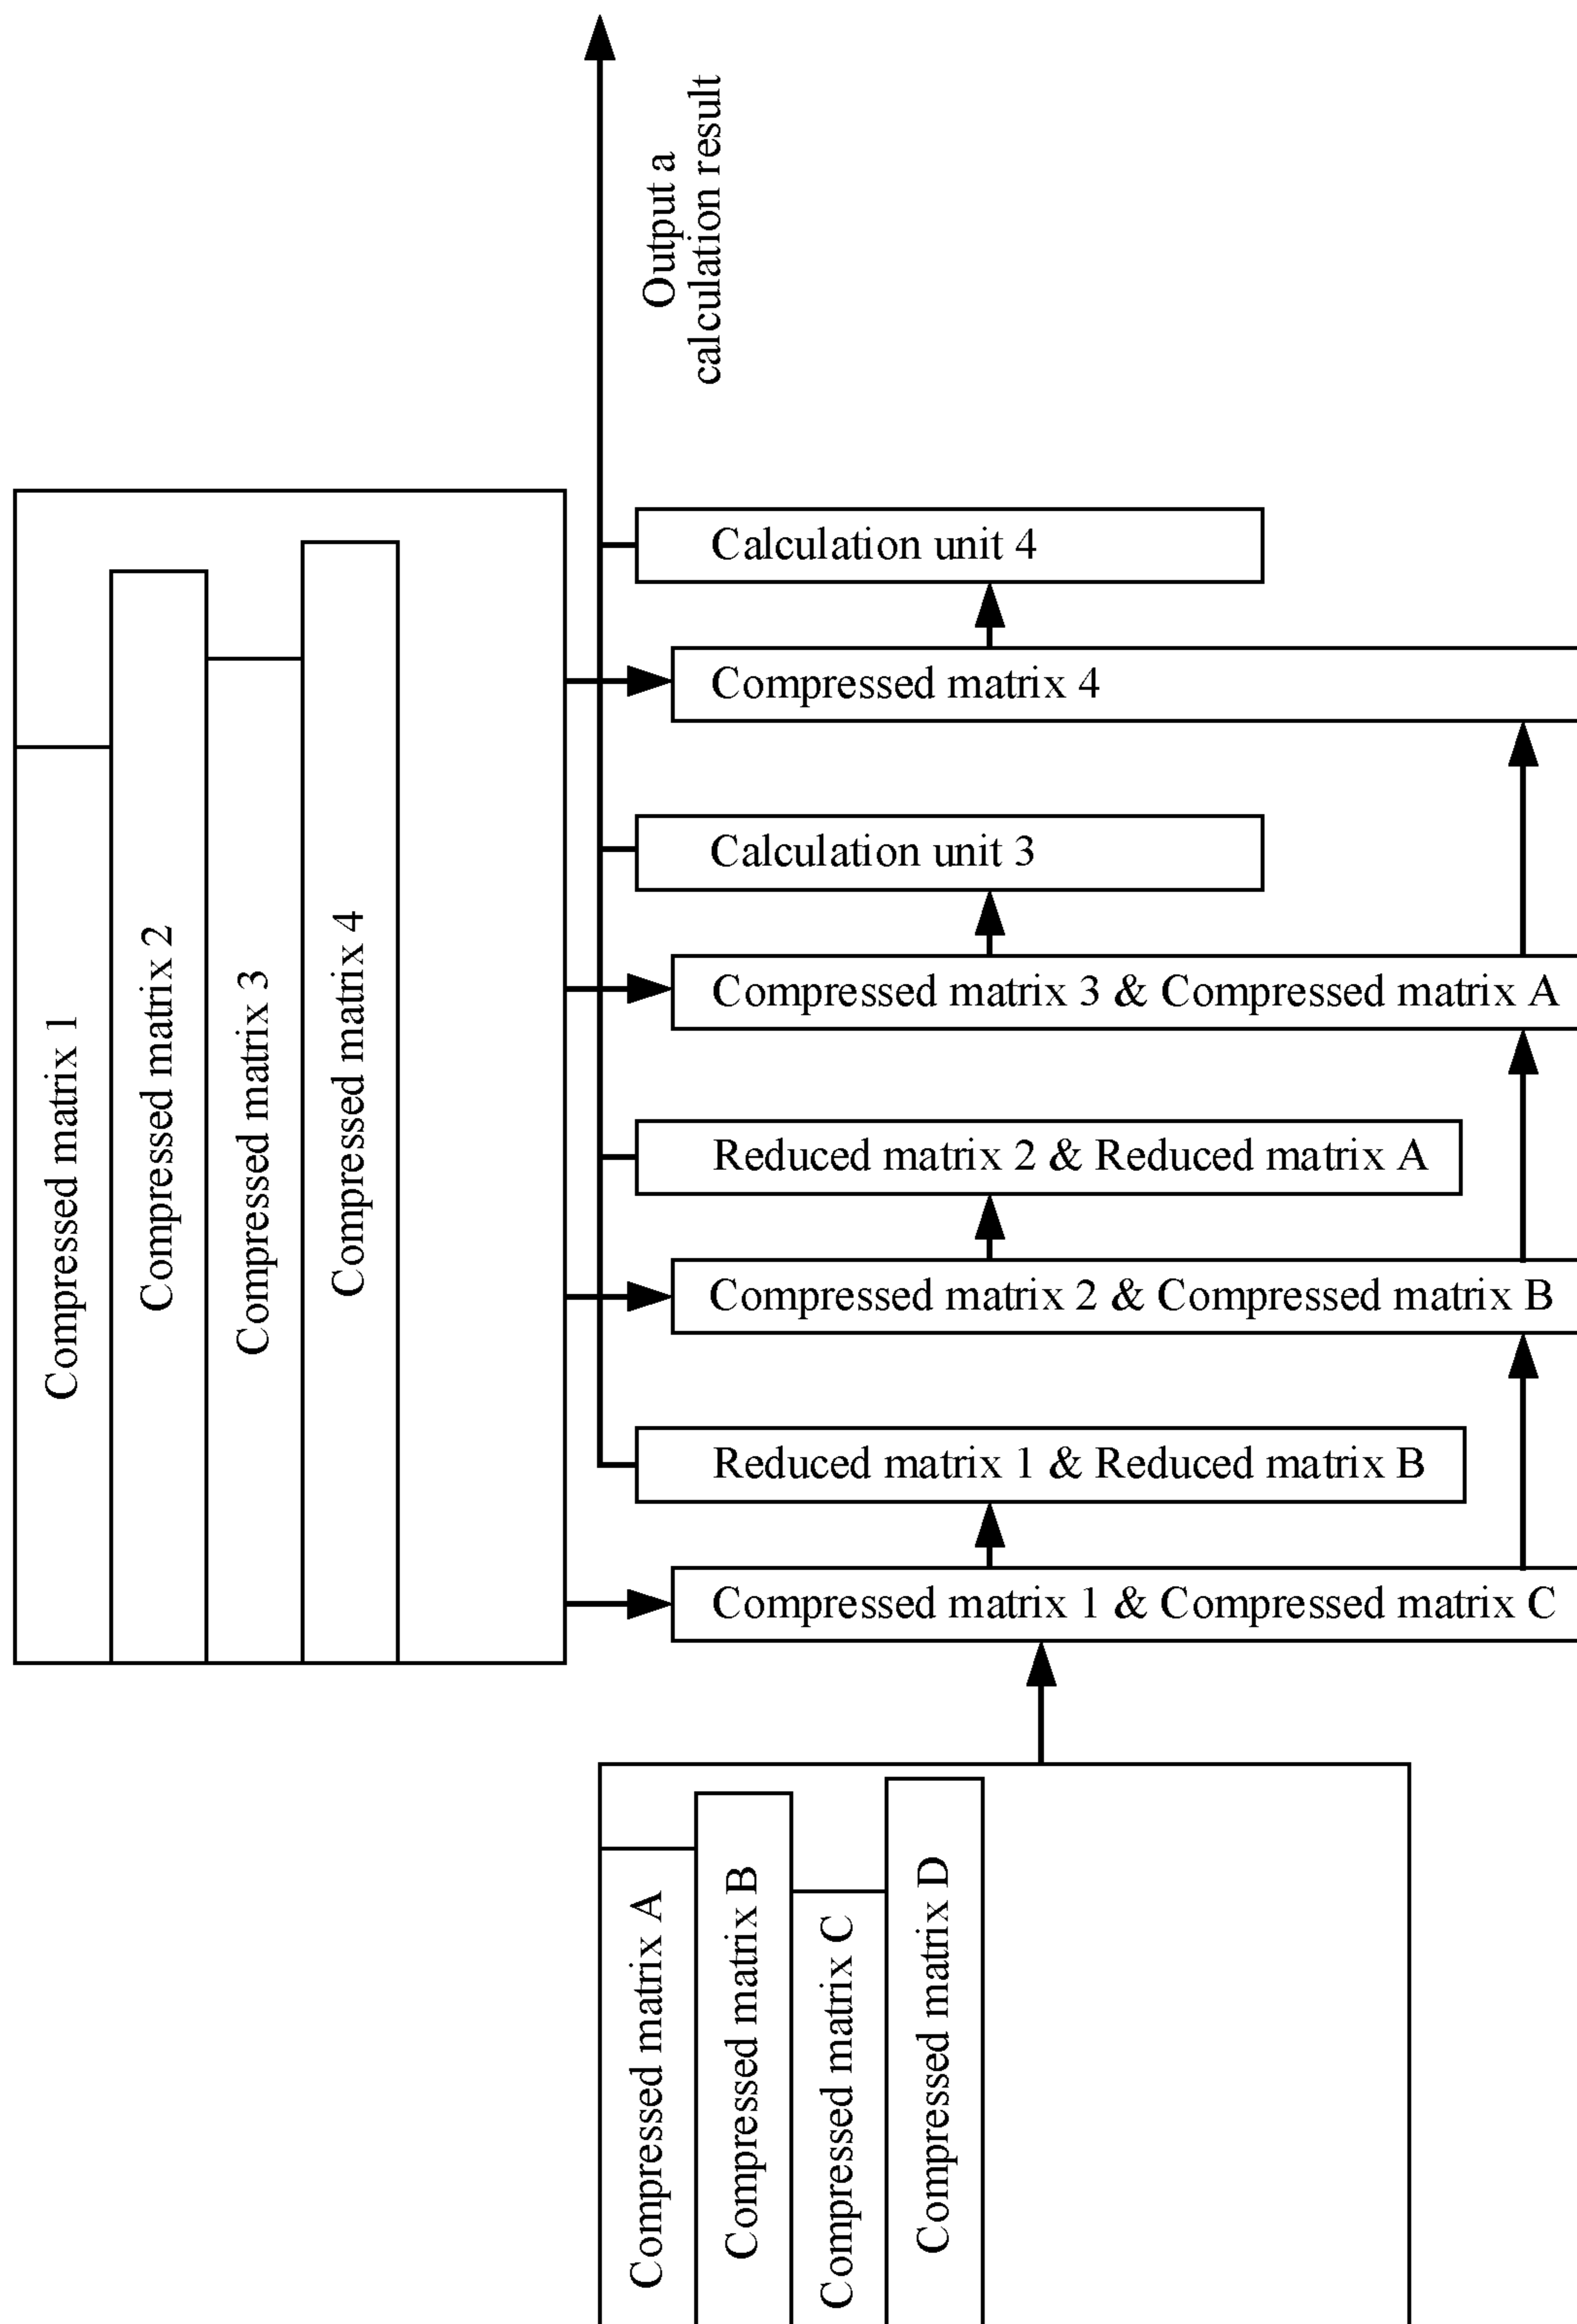 Output a
calculation result
Compressed matrix 1
Compressed matrix 2
Compressed matrix 3
Compressed matrix 4
Calculation unit 4
Compressed matrix 4
Calculation unit 3
Compressed matrix 3 & Compressed matrix A
Reduced matrix 2 & Reduced matrix A
Compressed matrix 2 & Compressed matrix B
Reduced matrix 1 & Reduced matrix B
Compressed matrix 1 & Compressed matrix C
Compressed matrix A
Compressed matrix B
Compressed matrix C
Compressed matrix D